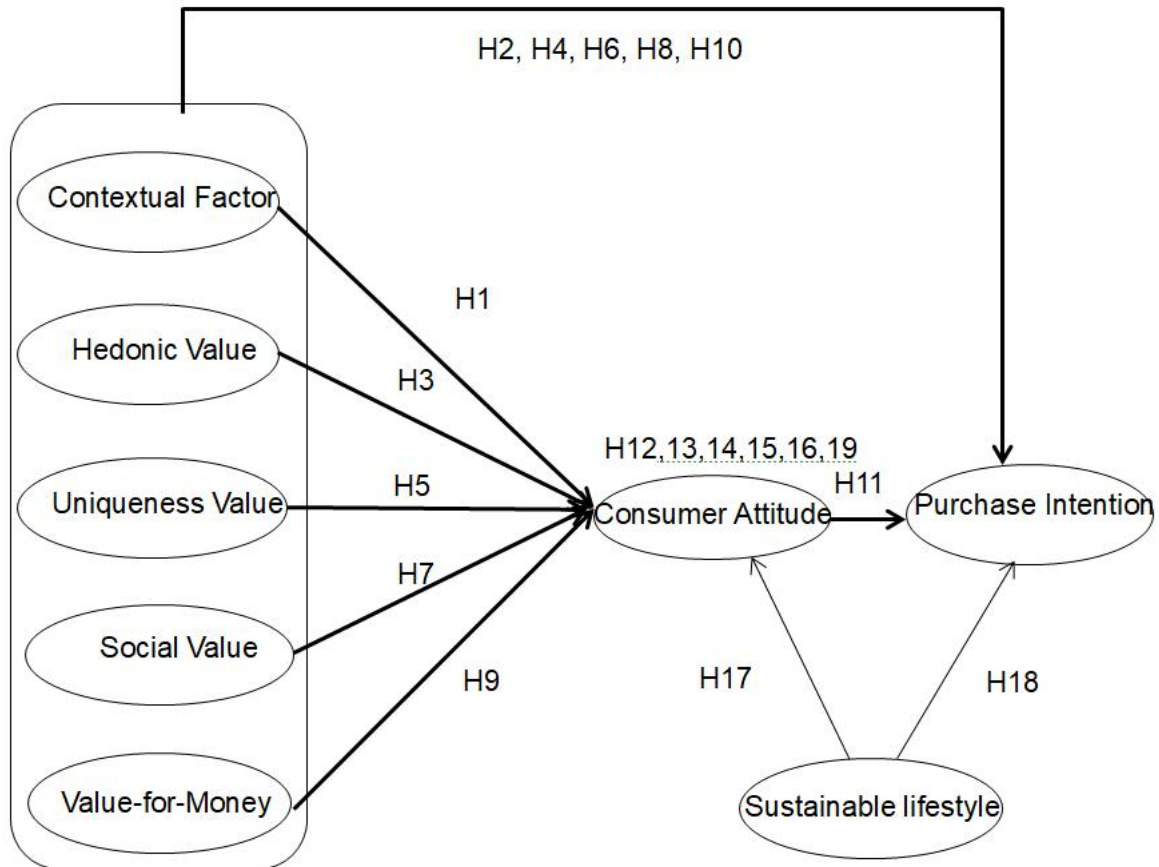 H2, H4, H6, H8, H10
Contextual Factor
H1
Hedonic Value
H3
H12,13,14,15,16,19
Uniqueness Value
H5
H11
Consumer Attitude
Purchase Intention
H7
Social Value
H9
H17
H18
Value-for-Money
Sustainable lifestyle